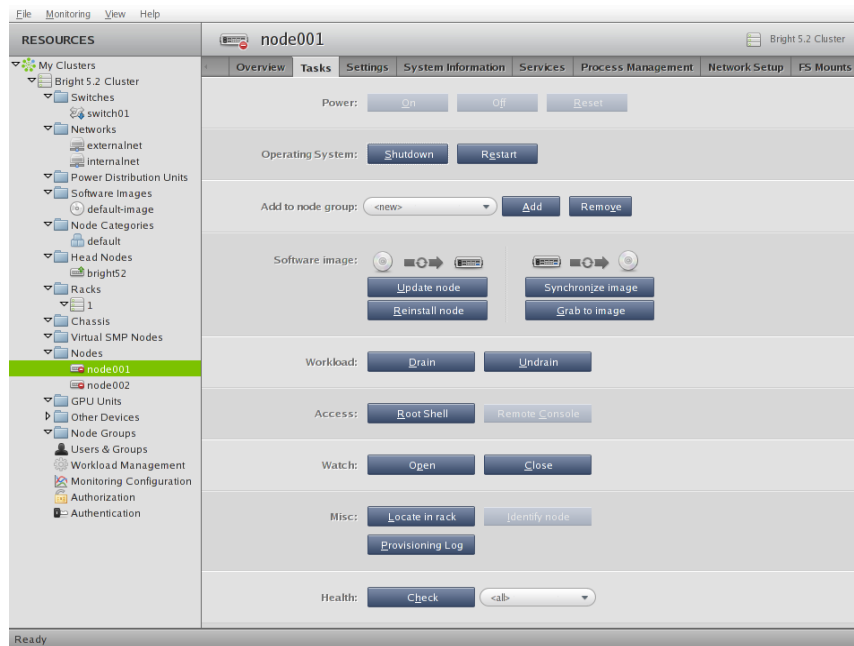 File Monitoring View Help
RESOURCES
node001
Bright 5.2 Cluster
My Clusters
Bright 5.2 Cluster
Switches
switch01
Networks
externalnet
internalnet
Power Distribution Units
Software Images
default-image
Node Categories
default
Head Nodes
bright52
Racks
1
Chassis
Virtual SMP Nodes
Nodes
node001
node002
GPU Units
Other Devices
Node Groups
Users & Groups
Workload Management
Monitoring Configuration
Authorization
Authentication
Overview Tasks Settings System Information Services Process Management Network Setup FS Mounts
Power: On Off Reset
Operating System: Shutdown Restart
Add to node group: <new> Add Remove
Software image:
Update node Synchronize image
Reinstall node Grab to image
Workload: Drain Undrain
Access: Root Shell Remote Console
Watch: Open Close
Misc: Locate in rack Identify node
Provisioning Log
Health: Check <all>
Ready